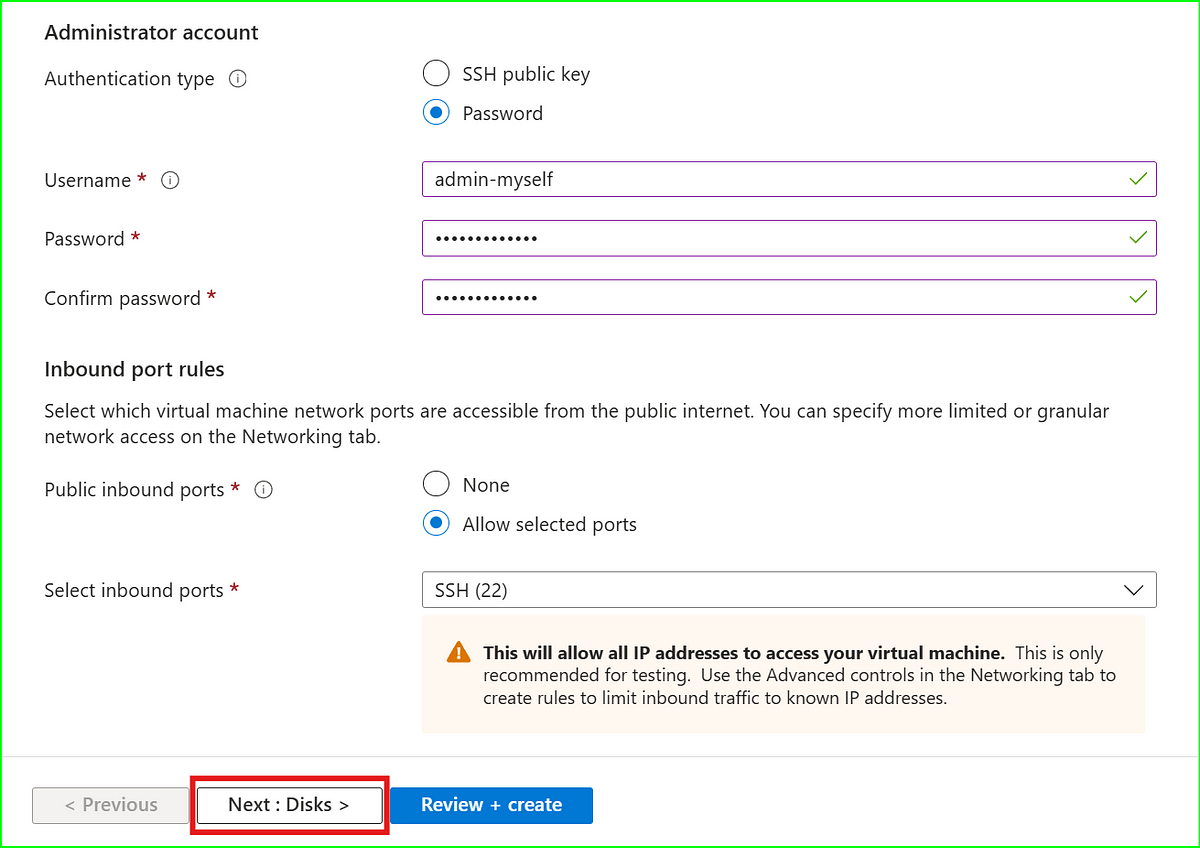 Administrator account
Authentication type
SSH public key
Password
Username *
admin-myself
Password *
•••••••••••••
Confirm password *
•••••••••••••
Inbound port rules
Select which virtual machine network ports are accessible from the public internet. You can specify more limited or granular
network access on the Networking tab.
Public inbound ports *
None
Allow selected ports
Select inbound ports *
SSH (22)
This will allow all IP addresses to access your virtual machine. This is only
recommended for testing. Use the Advanced controls in the Networking tab to
create rules to limit inbound traffic to known IP addresses.
< Previous
Next : Disks >
Review + create